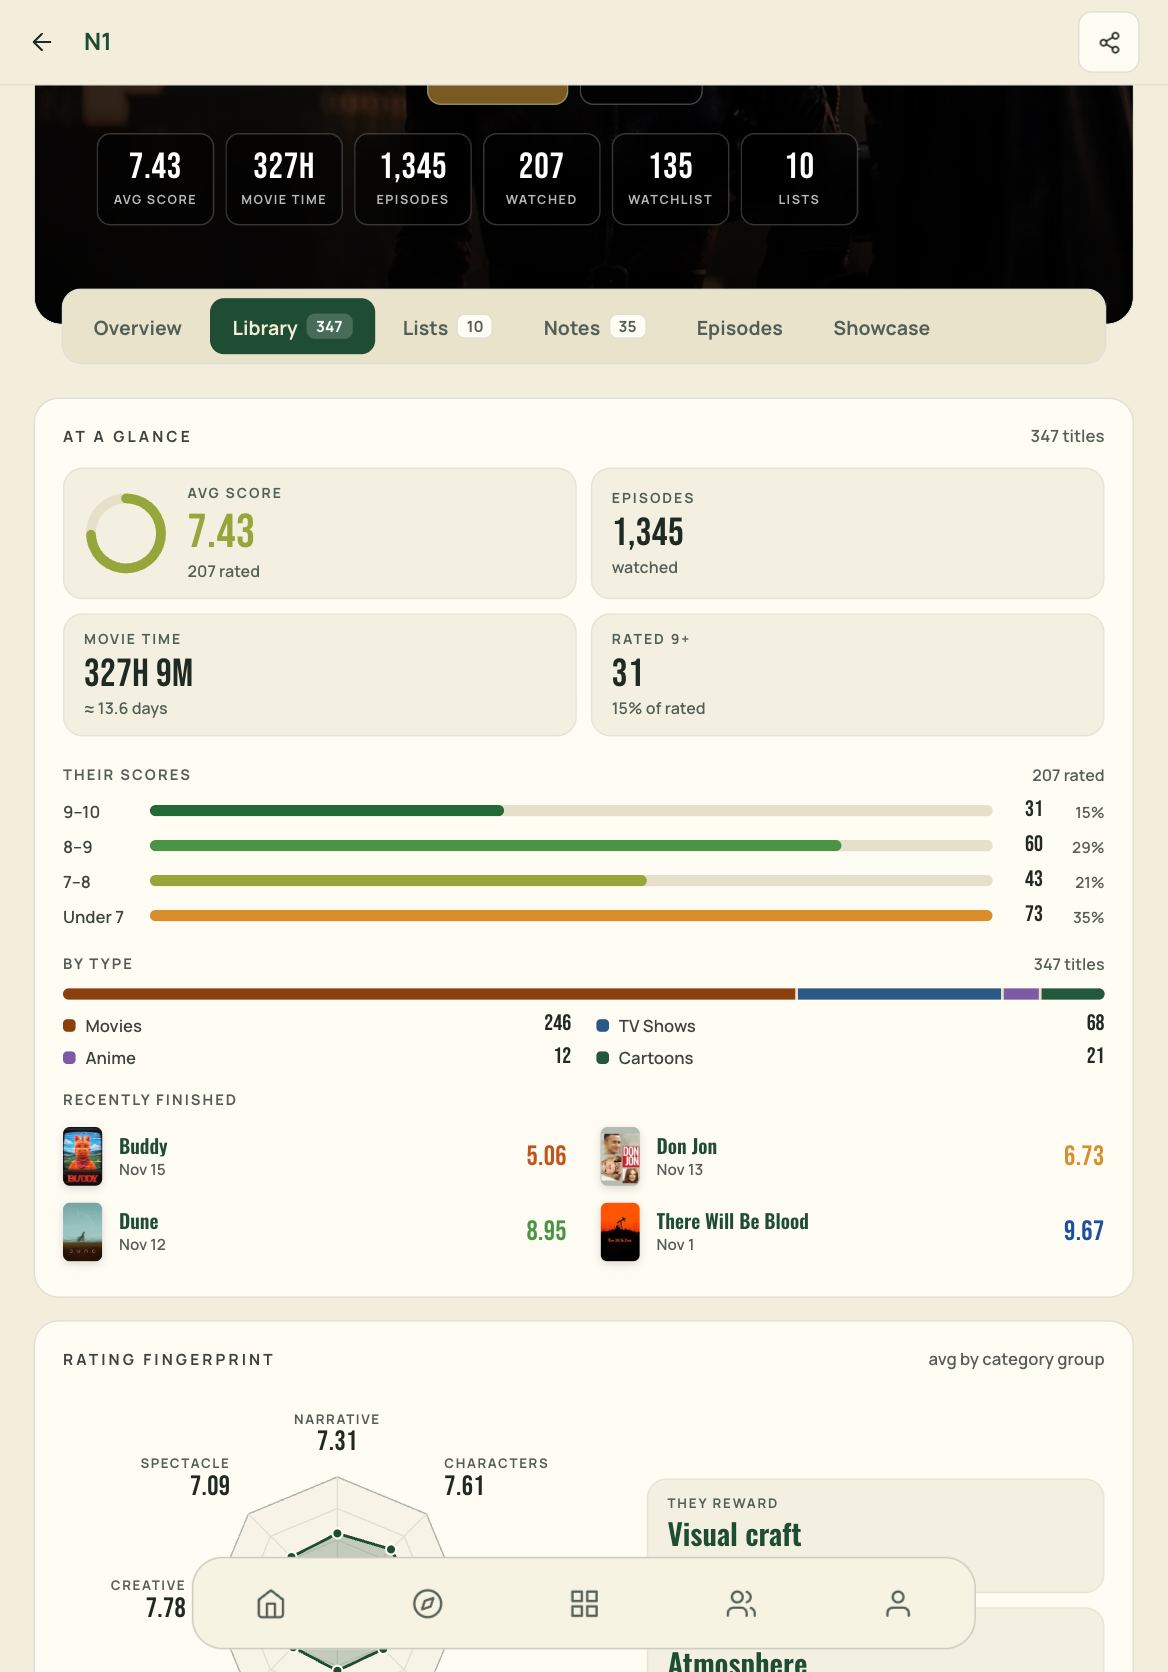 N1
7.43
AVG SCORE
327H
MOVIE TIME
1,345
EPISODES
207
WATCHED
135
WATCHLIST
10
LISTS
Overview
Library 347
Lists 10
Notes 35
Episodes
Showcase
AT A GLANCE
347 titles
AVG SCORE
7.43
207 rated
EPISODES
1,345
watched
MOVIE TIME
327H 9M
≈ 13.6 days
RATED 9+
31
15% of rated
THEIR SCORES
207 rated
9–10 31 15%
8–9 60 29%
7–8 43 21%
Under 7 73 35%
BY TYPE
347 titles
Movies 246
TV Shows 68
Anime 12
Cartoons 21
RECENTLY FINISHED
BUDDY
Buddy
Nov 15
5.06
DON JON
Don Jon
Nov 13
6.73
DUNE
Dune
Nov 12
8.95
There Will Be Blood
Nov 1
9.67
RATING FINGERPRINT
avg by category group
NARRATIVE
7.31
SPECTACLE
7.09
CHARACTERS
7.61
CREATIVE
7.78
THEY REWARD
Visual craft
Atmosphere